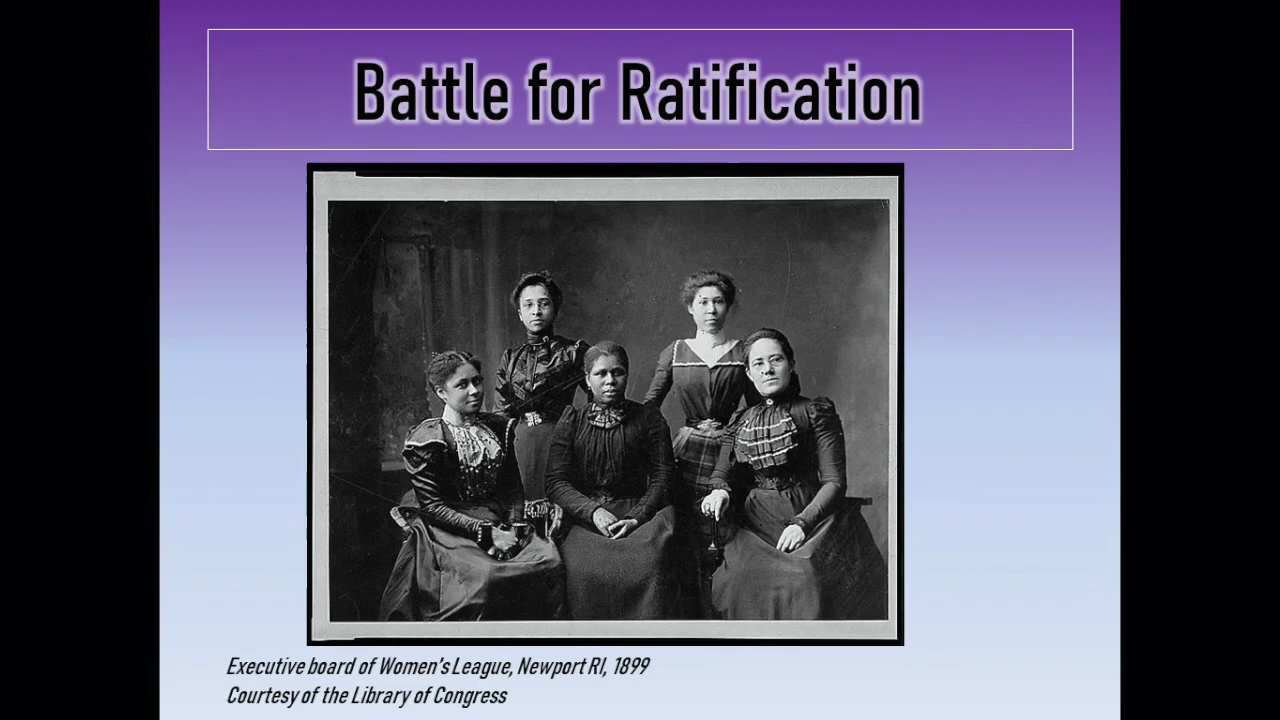 Battle for Ratification
Executive board of Women's League, Newport RI, 1899
Courtesy of the Library of Congress